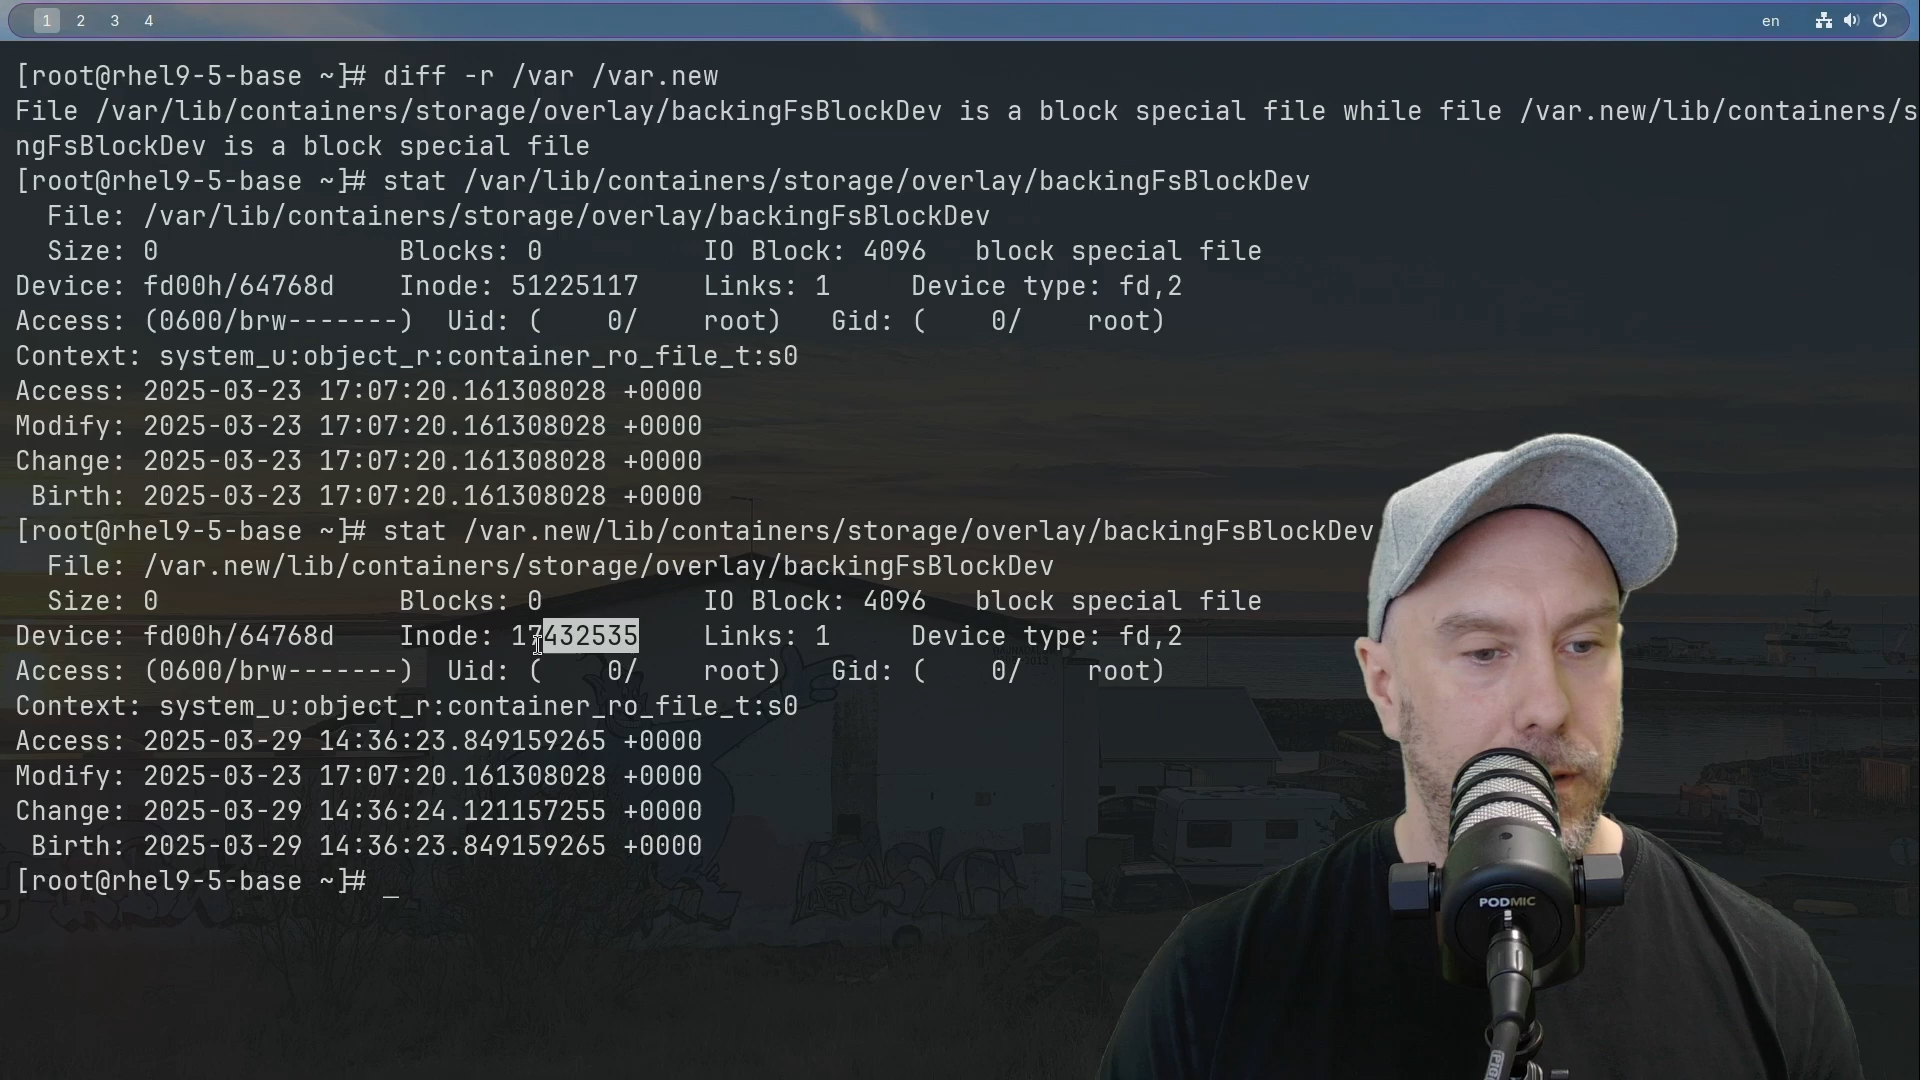 1 2 3 4 en
[root@rhel9-5-base ~]# diff -r /var /var.new
File /var/lib/containers/storage/overlay/backingFsBlockDev is a block special file while file /var.new/lib/containers/s
ngFsBlockDev is a block special file
[root@rhel9-5-base ~]# stat /var/lib/containers/storage/overlay/backingFsBlockDev
File: /var/lib/containers/storage/overlay/backingFsBlockDev
Size: 0 Blocks: 0 IO Block: 4096 block special file
Device: fd00h/64768d Inode: 51225117 Links: 1 Device type: fd,2
Access: (0600/brw-------) Uid: ( 0/ root) Gid: ( 0/ root)
Context: system_u:object_r:container_ro_file_t:s0
Access: 2025-03-23 17:07:20.161308028 +0000
Modify: 2025-03-23 17:07:20.161308028 +0000
Change: 2025-03-23 17:07:20.161308028 +0000
Birth: 2025-03-23 17:07:20.161308028 +0000
[root@rhel9-5-base ~]# stat /var.new/lib/containers/storage/overlay/backingFsBlockDev
File: /var.new/lib/containers/storage/overlay/backingFsBlockDev
Size: 0 Blocks: 0 IO Block: 4096 block special file
Device: fd00h/64768d Inode: 17432535 Links: 1 Device type: fd,2
Access: (0600/brw-------) Uid: ( 0/ root) Gid: ( 0/ root)
Context: system_u:object_r:container_ro_file_t:s0
Access: 2025-03-29 14:36:23.849159265 +0000
Modify: 2025-03-23 17:07:20.161308028 +0000
Change: 2025-03-29 14:36:24.121157255 +0000
Birth: 2025-03-29 14:36:23.849159265 +0000
[root@rhel9-5-base ~]# _
PODMIC